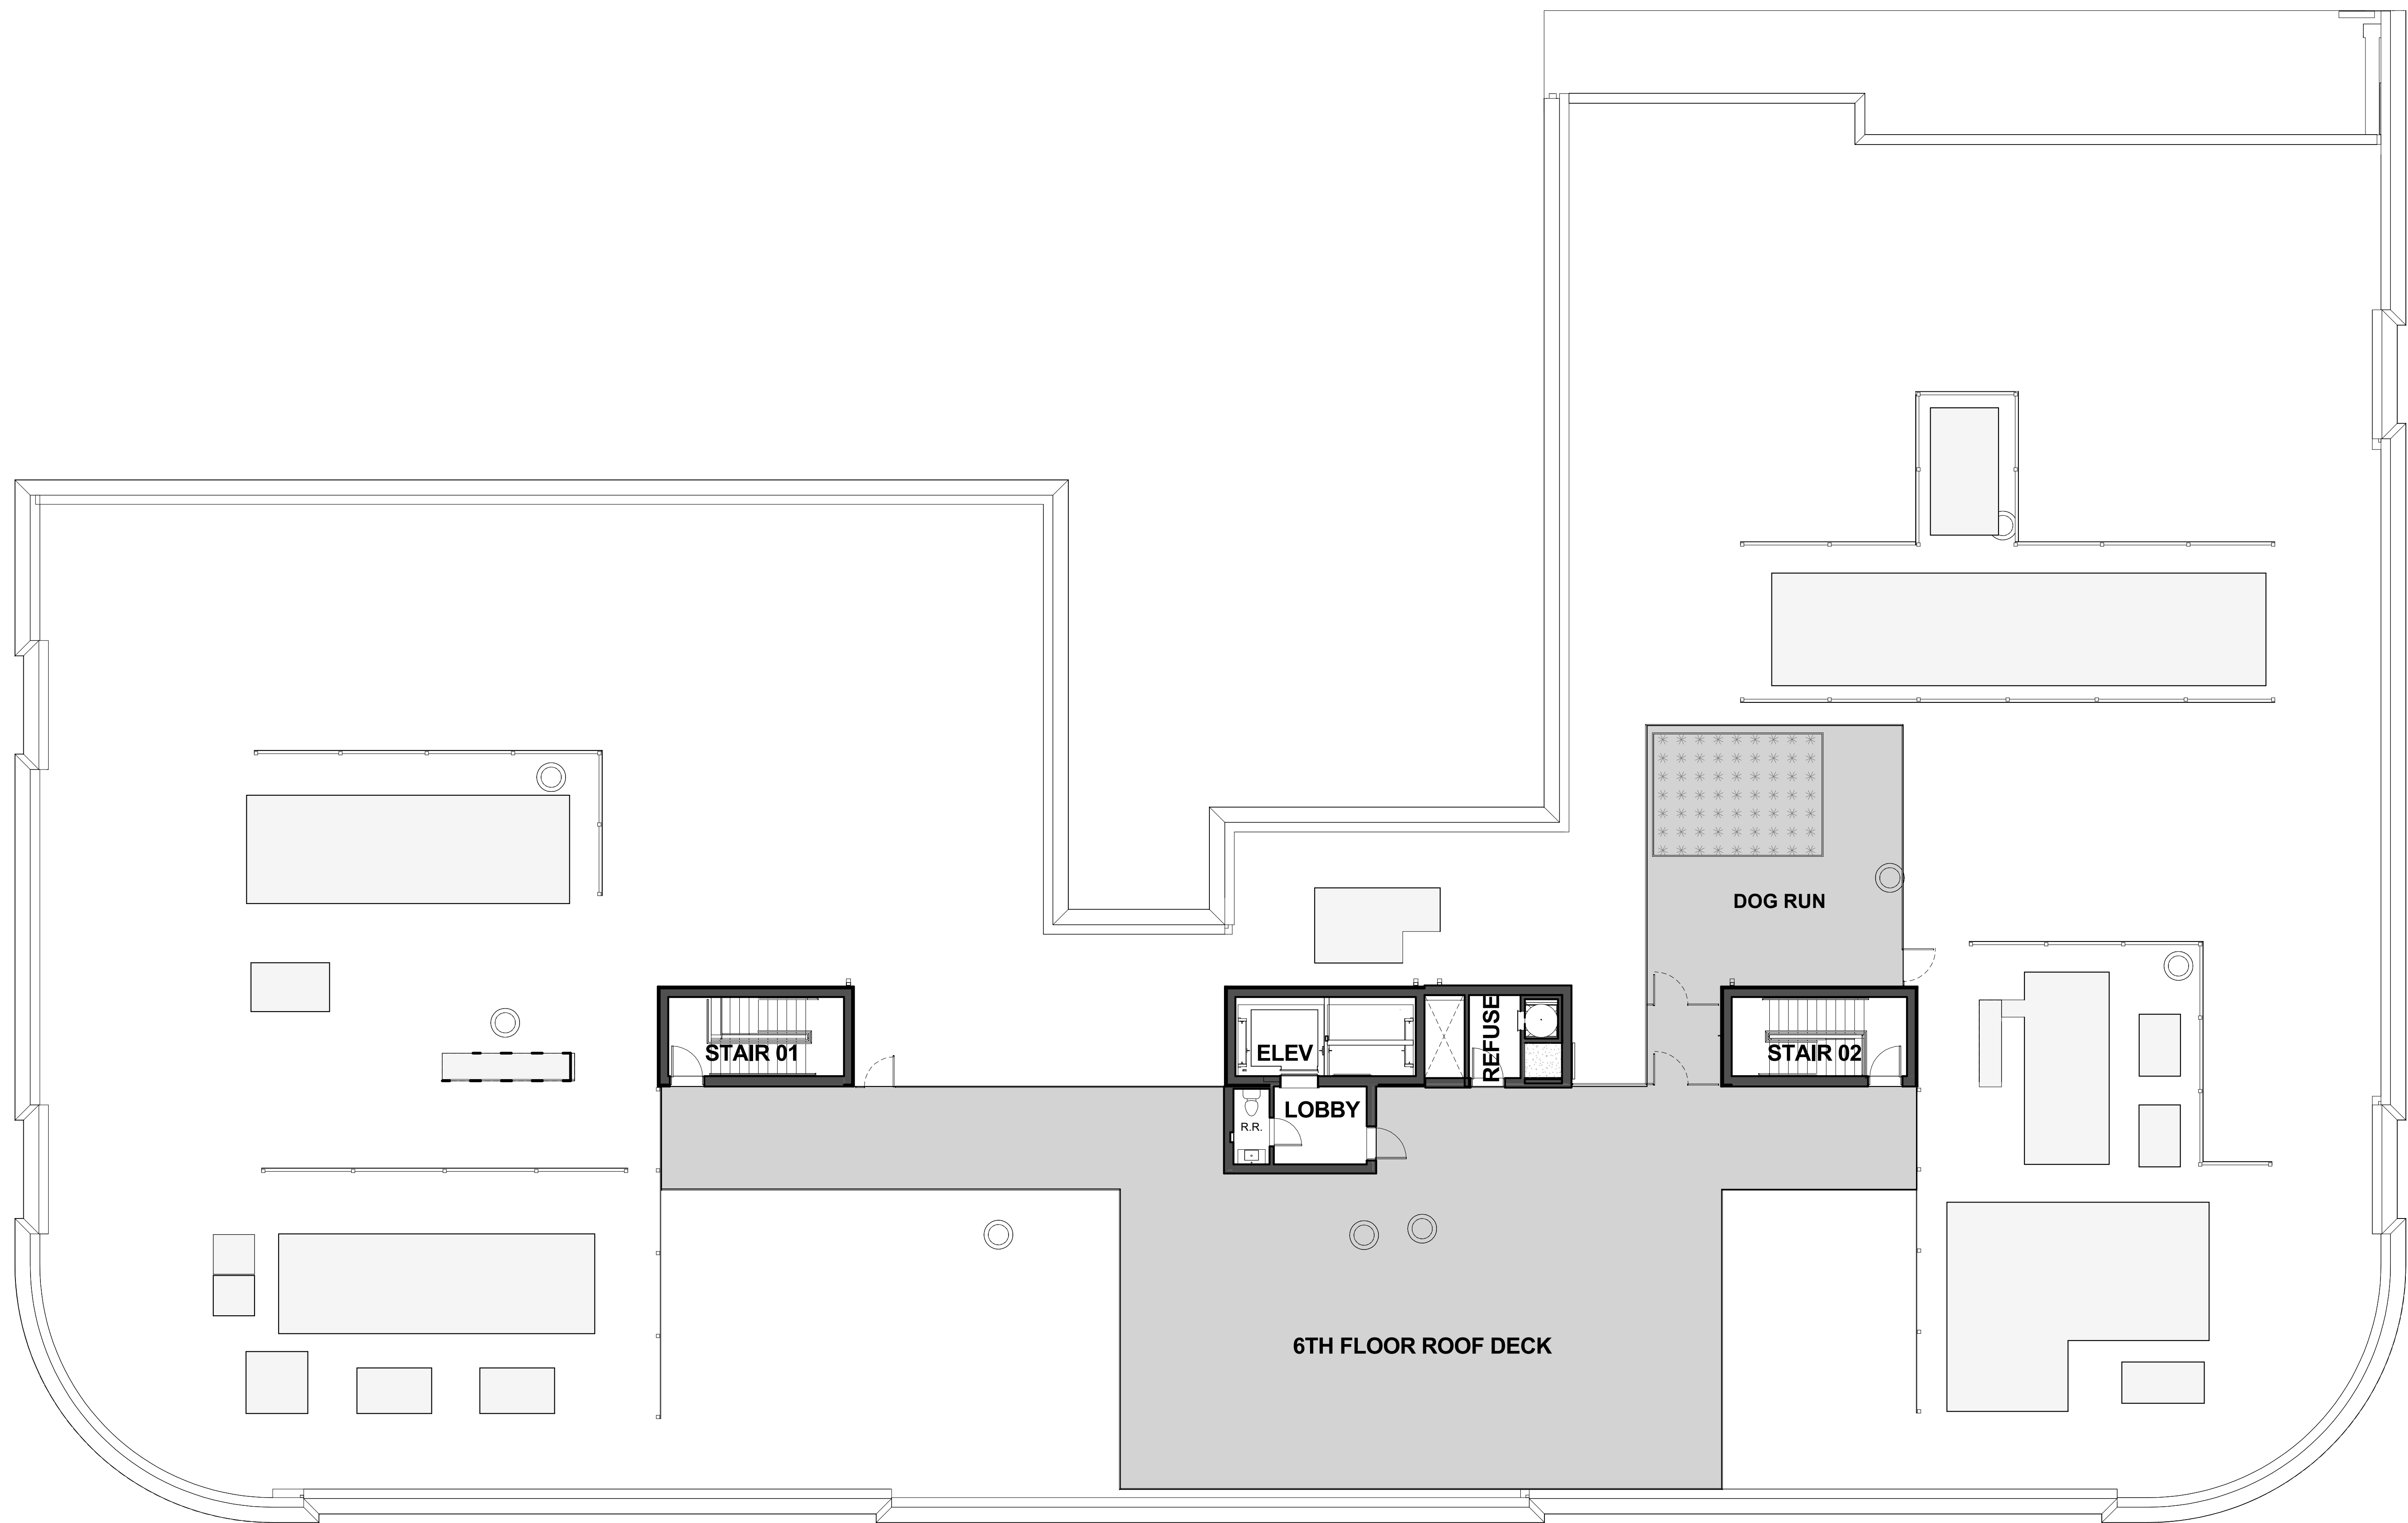 DOG RUN
STAIR 01
ELEV
REFUSE
STAIR 02
LOBBY
R.R.
6TH FLOOR ROOF DECK